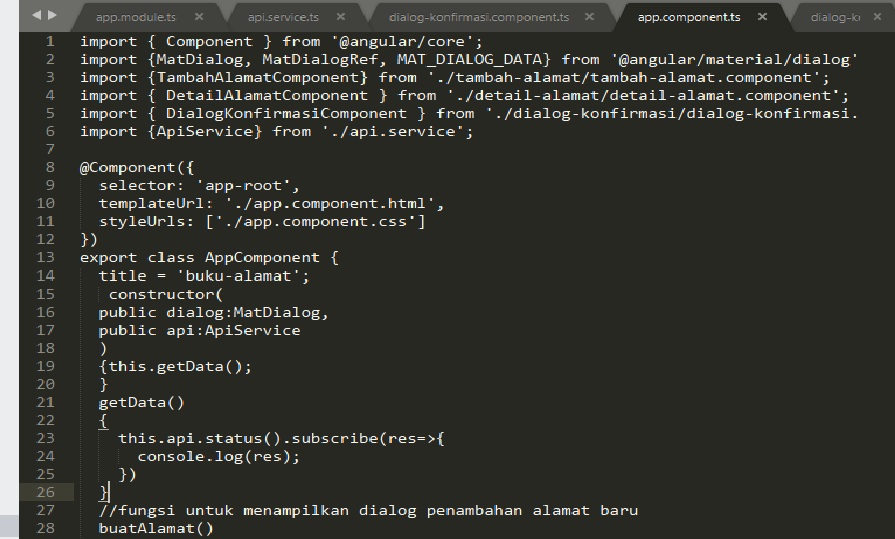 app.module.ts × api.service.ts × dialog-konfirmasi.component.ts × app.component.ts × dialog- ×
1 import { Component } from '@angular/core';
2 import {MatDialog, MatDialogRef, MAT_DIALOG_DATA} from '@angular/material/dialog'
3 import {TambahAlamatComponent} from './tambah-alamat/tambah-alamat.component';
4 import { DetailAlamatComponent } from './detail-alamat/detail-alamat.component';
5 import { DialogKonfirmasiComponent } from './dialog-konfirmasi/dialog-konfirmasi.
6 import {ApiService} from './api.service';
7
8 @Component({
9 selector: 'app-root',
10 templateUrl: './app.component.html',
11 styleUrls: ['./app.component.css']
12 })
13 export class AppComponent {
14 title = 'buku-alamat';
15 constructor(
16 public dialog:MatDialog,
17 public api:ApiService
18 )
19 {this.getData();
20 }
21 getData()
22 {
23 this.api.status().subscribe(res=>{
24 console.log(res);
25 })
26 }
27 //fungsi untuk menampilkan dialog penambahan alamat baru
28 buatAlamat()